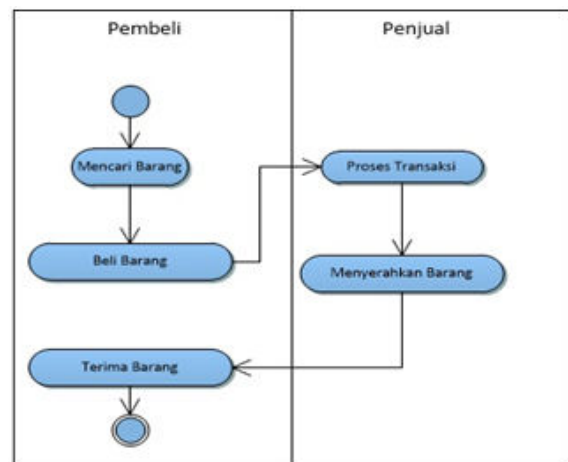 Pembeli
Penjual
Mencari Barang
Proses Transaksi
Beli Barang
Menyerahkan Barang
Terima Barang